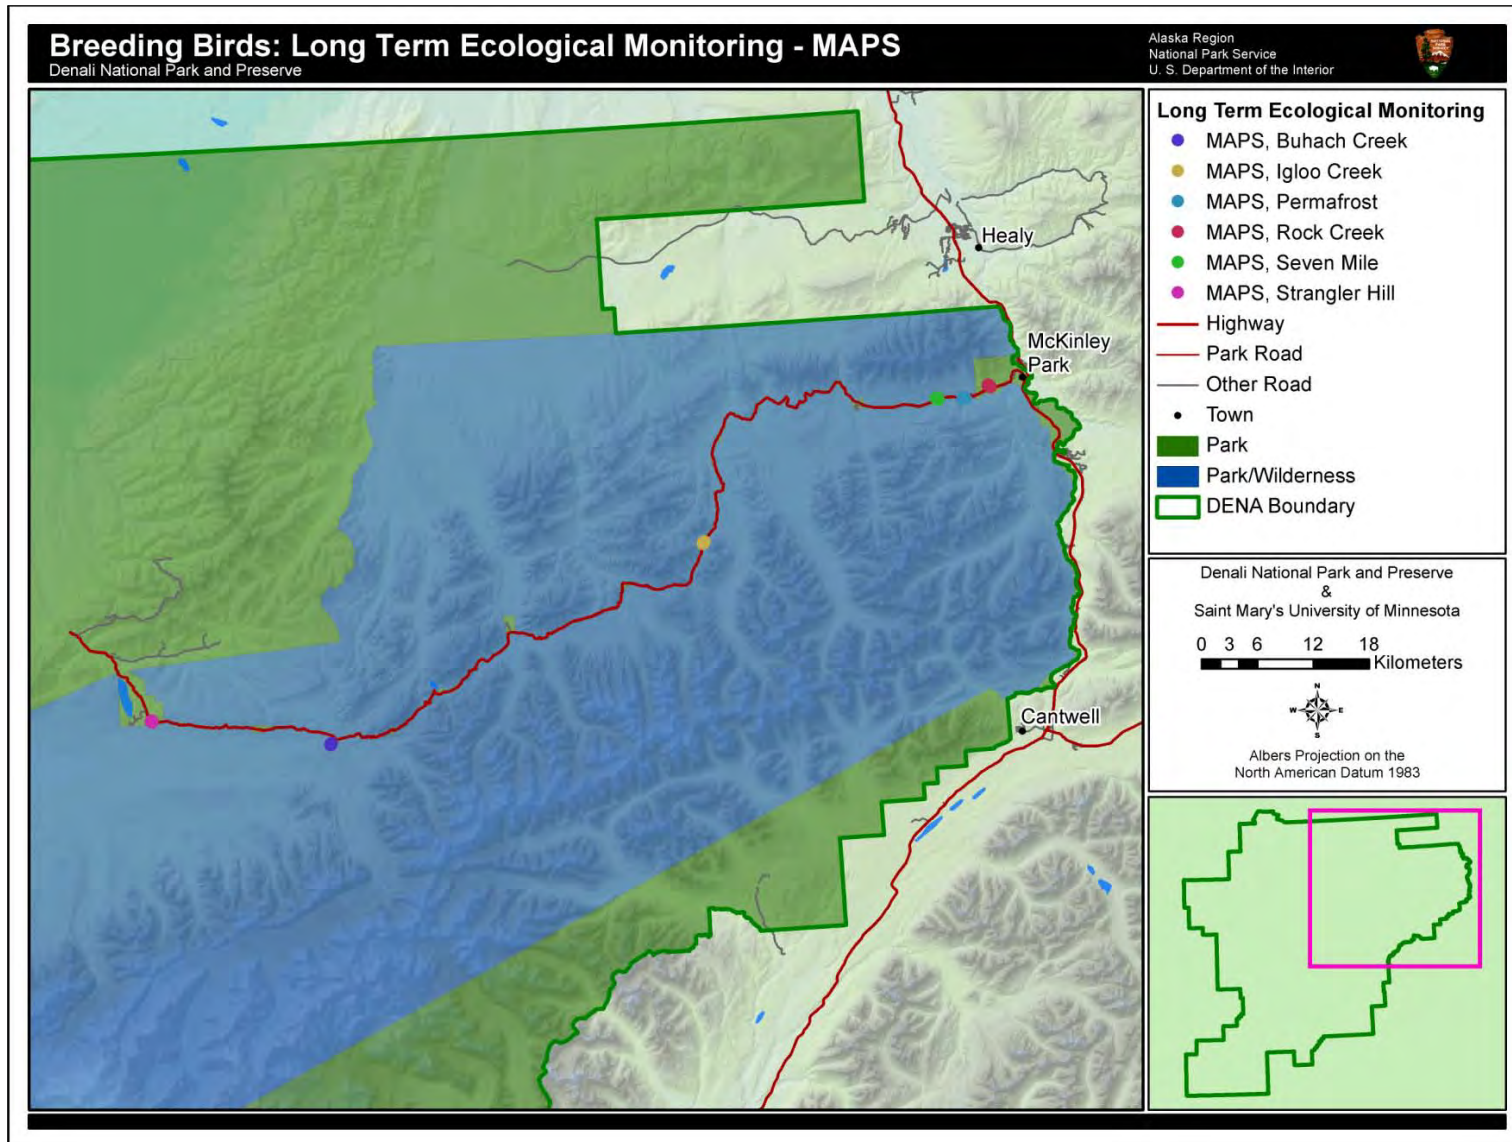 Breeding Birds: Long Term Ecological Monitoring - MAPS
Denali National Park and Preserve
Alaska Region
National Park Service
U. S. Department of the Interior
Healy
McKinley
Park
Cantwell
Long Term Ecological Monitoring
MAPS, Buhach Creek
MAPS, Igloo Creek
MAPS, Permafrost
MAPS, Rock Creek
MAPS, Seven Mile
MAPS, Strangler Hill
Highway
Park Road
Other Road
Town
Park
Park/Wilderness
DENA Boundary
Denali National Park and Preserve
&
Saint Mary's University of Minnesota
0 3 6 12 18
Kilometers
N
W E
S
Albers Projection on the
North American Datum 1983